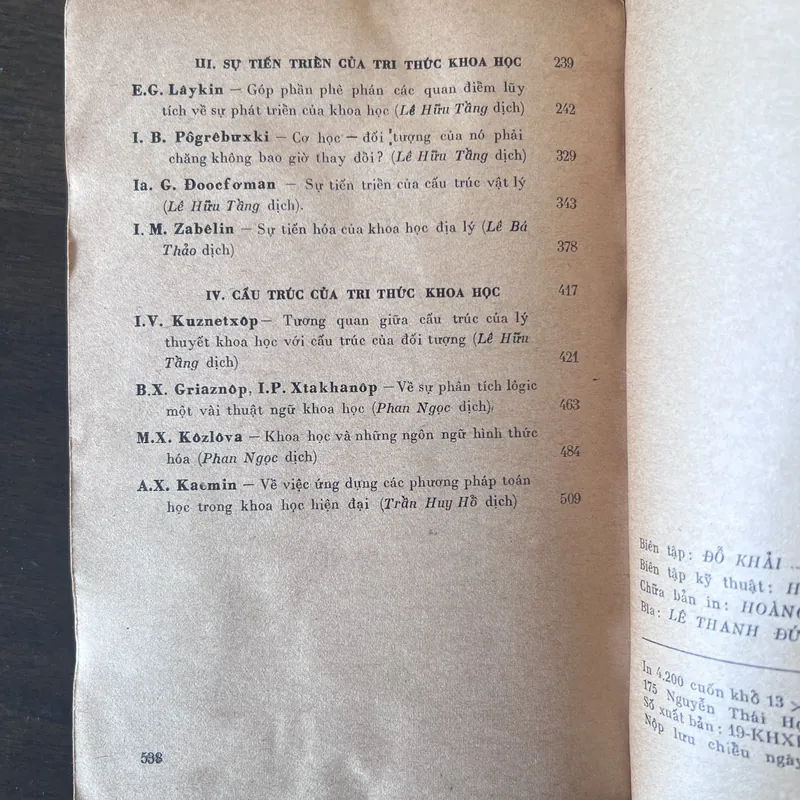 III. SỰ TIẾN TRIỂN CỦA TRI THỨC KHOA HỌC 239
E.G. Lâykin — Góp phần phê phán các quan điểm lũy
tích về sự phát triển của khoa học (Lê Hữu Tầng dịch) 242
I. B. Pôgrêbưxki — Cơ học — đối tượng của nó phải
chăng không bao giờ thay đổi? (Lê Hữu Tầng dịch) 329
Ia. G. Đoocfơman — Sự tiến triển của cấu trúc vật lý
(Lê Hữu Tầng dịch). 343
I. M. Zabêlin — Sự tiến hóa của khoa học địa lý (Lê Bá
Thảo dịch) 378
IV. CẤU TRÚC CỦA TRI THỨC KHOA HỌC 417
I.V. Kuznetxôp— Tương quan giữa cấu trúc của lý
thuyết khoa học với cấu trúc của đối tượng (Lê Hữu
Tầng dịch) 421
B.X. Griaznôp, I.P. Xtakhanôp —Về sự phân tích lôgic
một vài thuật ngữ khoa học (Phan Ngọc dịch) 463
M.X. Kôzlôva — Khoa học và những ngôn ngữ hình thức
hóa (Phan Ngọc dịch) 484
A.X. Kaemin — Về việc ứng dụng các phương pháp toán
học trong khoa học hiện đại (Trần Huy Hồ dịch) 509
538
Biên tập: ĐỖ KHẢI
Biên tập kỹ thuật: H
Chữa bản in: HOÀNG
Bìa: LÊ THANH ĐỨ
In 4.200 cuốn khổ 13 ×
175 Nguyễn Thái Họ
Số xuất bản: 19-KHXH
Nộp lưu chiểu ngày